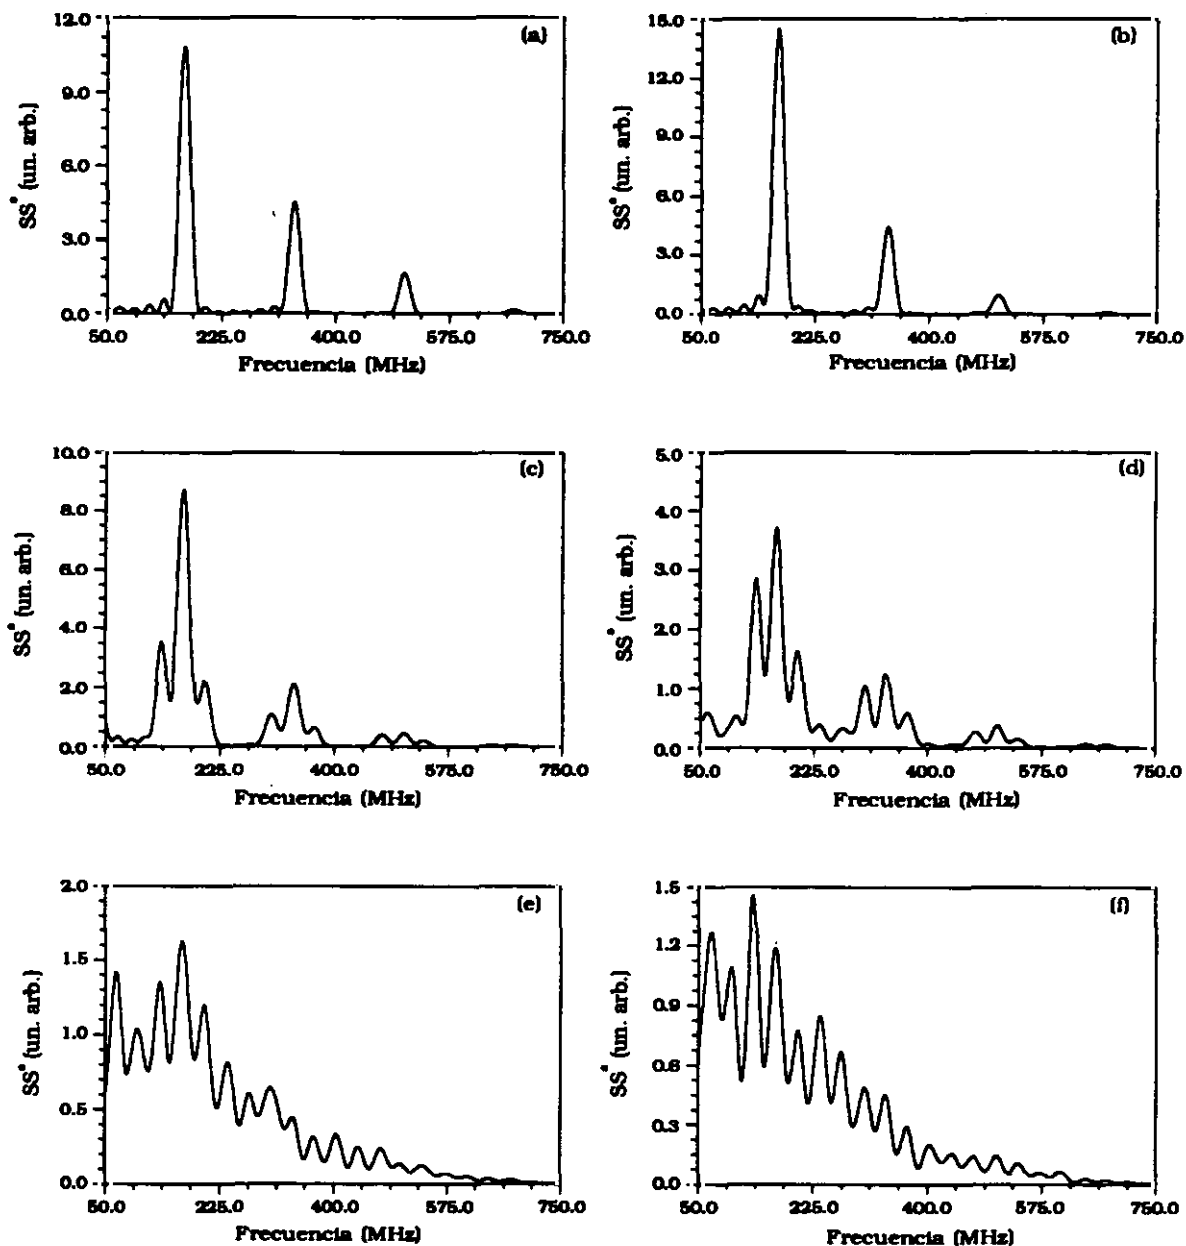 12.0
(a)
9.0
6.0
3.0
0.0
SS* (un. arb.)
50.0 225.0 400.0 575.0 750.0
Frecuencia (MHz)
15.0
(b)
12.0
9.0
6.0
3.0
0.0
SS* (un. arb.)
50.0 225.0 400.0 575.0 750.0
Frecuencia (MHz)
10.0
(c)
8.0
6.0
4.0
2.0
0.0
SS* (un. arb.)
50.0 225.0 400.0 575.0 750.0
Frecuencia (MHz)
5.0
(d)
4.0
3.0
2.0
1.0
0.0
SS* (un. arb.)
50.0 225.0 400.0 575.0 750.0
Frecuencia (MHz)
2.0
(e)
1.5
1.0
0.5
0.0
SS* (un. arb.)
50.0 225.0 400.0 575.0 750.0
Frecuencia (MHz)
1.5
(f)
1.2
0.9
0.6
0.3
0.0
SS* (un. arb.)
50.0 225.0 400.0 575.0 750.0
Frecuencia (MHz)